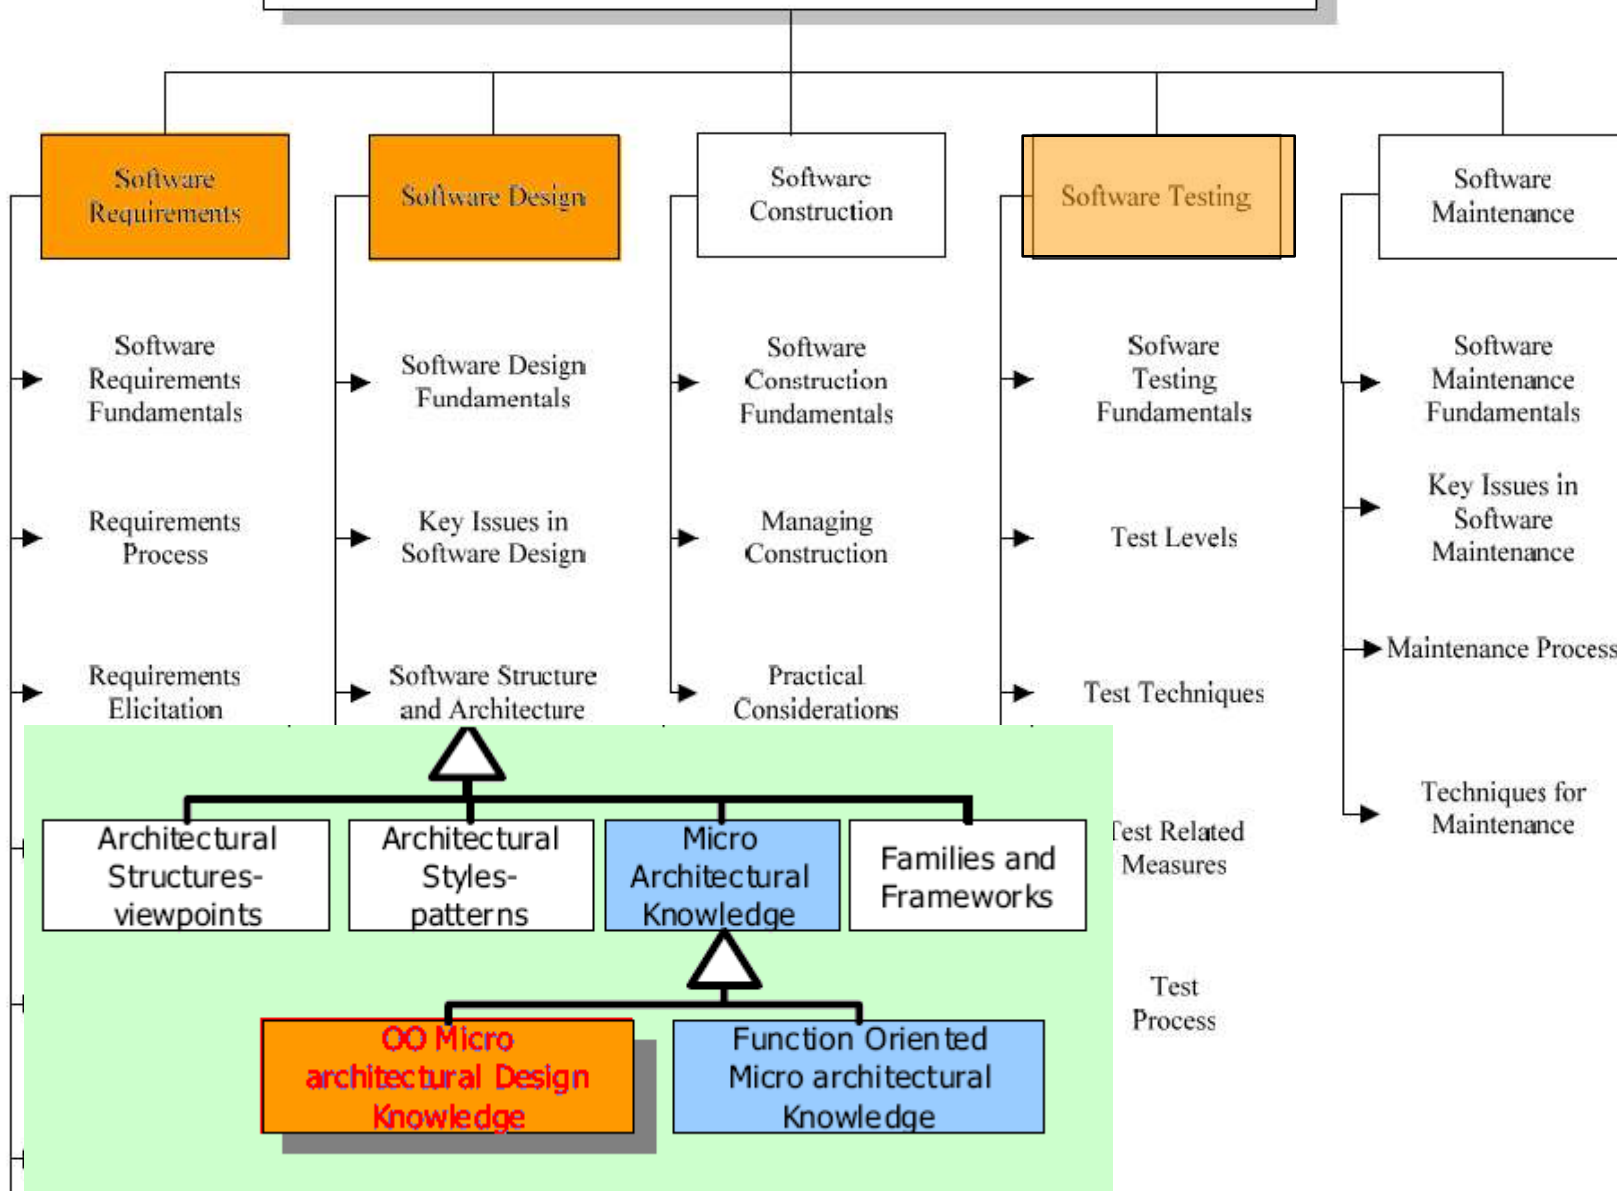 Software
Requirements
Software Design
Software
Construction
Software Testing
Software
Maintenance
Software
Requirements
Fundamentals
Software Design
Fundamentals
Software
Construction
Fundamentals
Sofware
Testing
Fundamentals
Software
Maintenance
Fundamentals
Requirements
Process
Key Issues in
Software Design
Managing
Construction
Test Levels
Key Issues in
Software
Maintenance
Requirements
Elicitation
Software Structure
and Architecture
Practical
Considerations
Test Techniques
Maintenance Process
Architectural
Structures-
viewpoints
Architectural
Styles-
patterns
Micro
Architectural
Knowledge
Families and
Frameworks
Test Related
Measures
Techniques for
Maintenance
Test
Process
OO Micro
architectural Design
Knowledge
Function Oriented
Micro architectural
Knowledge